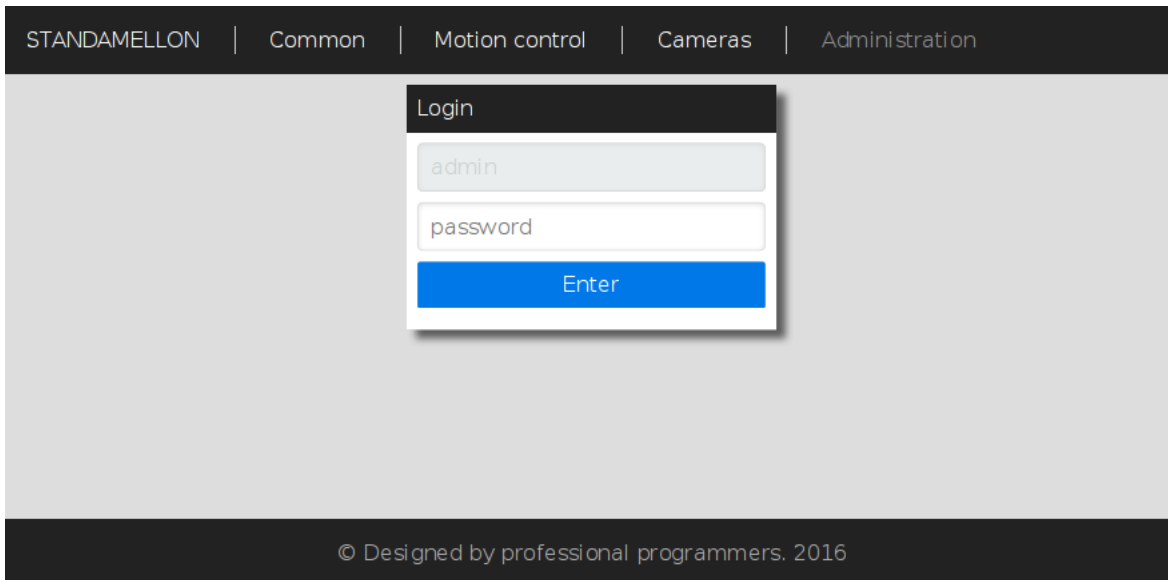 STANDAMELLON | Common | Motion control | Cameras | Administration
Login
admin
password
Enter
© Designed by professional programmers. 2016